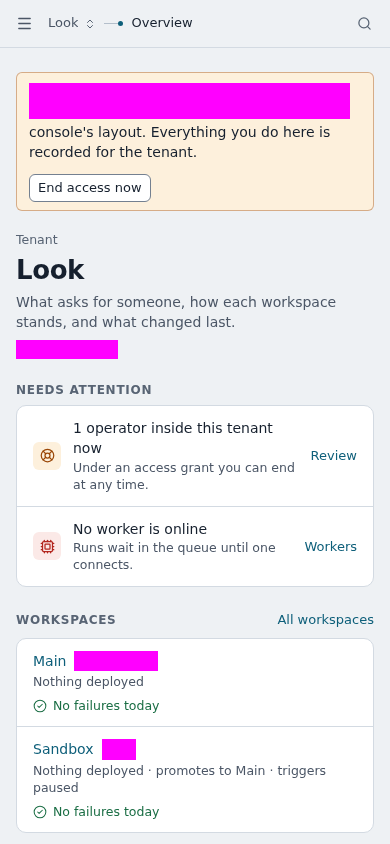 Look
Overview
console's layout. Everything you do here is
recorded for the tenant.
End access now
Tenant
Look
What asks for someone, how each workspace
stands, and what changed last.
NEEDS ATTENTION
1 operator inside this tenant
now
Under an access grant you can end
at any time.
Review
No worker is online
Runs wait in the queue until one
connects.
Workers
WORKSPACES
All workspaces
Main
Nothing deployed
No failures today
Sandbox
Nothing deployed · promotes to Main · triggers
paused
No failures today